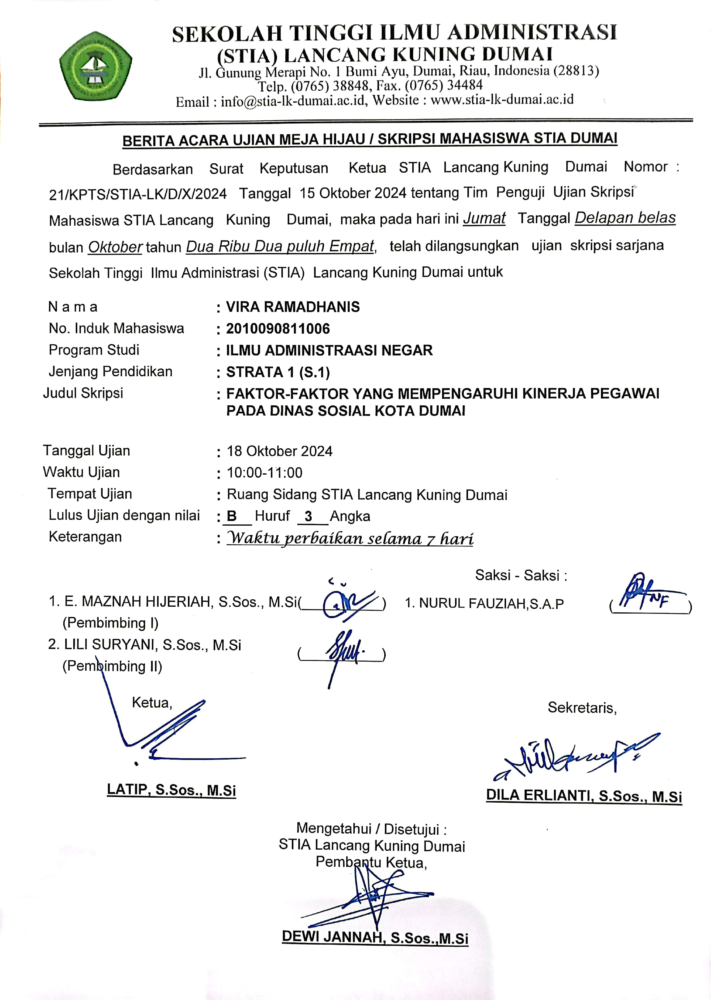 SEKOLAH TINGGI ILMU ADMINISTRASI
(STIA) LANCANG KUNING DUMAI
Jl. Gunung Merapi No. 1 Bumi Ayu, Dumai, Riau, Indonesia (28813)
Telp. (0765) 38848, Fax. (0765) 34484
Email : info@stia-lk-dumai.ac.id, Website : www.stia-lk-dumai.ac.id
BERITA ACARA UJIAN MEJA HIJAU / SKRIPSI MAHASISWA STIA DUMAI
Berdasarkan Surat Keputusan Ketua STIA Lancang Kuning Dumai Nomor :
21/KPTS/STIA-LK/D/X/2024 Tanggal 15 Oktober 2024 tentang Tim Penguji Ujian Skripsi
Mahasiswa STIA Lancang Kuning Dumai, maka pada hari ini Jumat Tanggal Delapan belas
bulan Oktober tahun Dua Ribu Dua puluh Empat, telah dilangsungkan ujian skripsi sarjana
Sekolah Tinggi Ilmu Administrasi (STIA) Lancang Kuning Dumai untuk
N a m a : VIRA RAMADHANIS
No. Induk Mahasiswa : 2010090811006
Program Studi : ILMU ADMINISTRAASI NEGAR
Jenjang Pendidikan : STRATA 1 (S.1)
Judul Skripsi : FAKTOR-FAKTOR YANG MEMPENGARUHI KINERJA PEGAWAI
PADA DINAS SOSIAL KOTA DUMAI
Tanggal Ujian : 18 Oktober 2024
Waktu Ujian : 10:00-11:00
Tempat Ujian : Ruang Sidang STIA Lancang Kuning Dumai
Lulus Ujian dengan nilai : B Huruf 3 Angka
Keterangan : Waktu perbaikan selama 7 hari
Saksi - Saksi :
1. E. MAZNAH HIJERIAH, S.Sos., M.Si( ) 1. NURUL FAUZIAH,S.A.P ( NF )
(Pembimbing I)
2. LILI SURYANI, S.Sos., M.Si ( )
(Pembimbing II)
Ketua, Sekretaris,
LATIP, S.Sos., M.Si DILA ERLIANTI, S.Sos., M.Si
Mengetahui / Disetujui :
STIA Lancang Kuning Dumai
Pembantu Ketua,
DEWI JANNAH, S.Sos.,M.Si